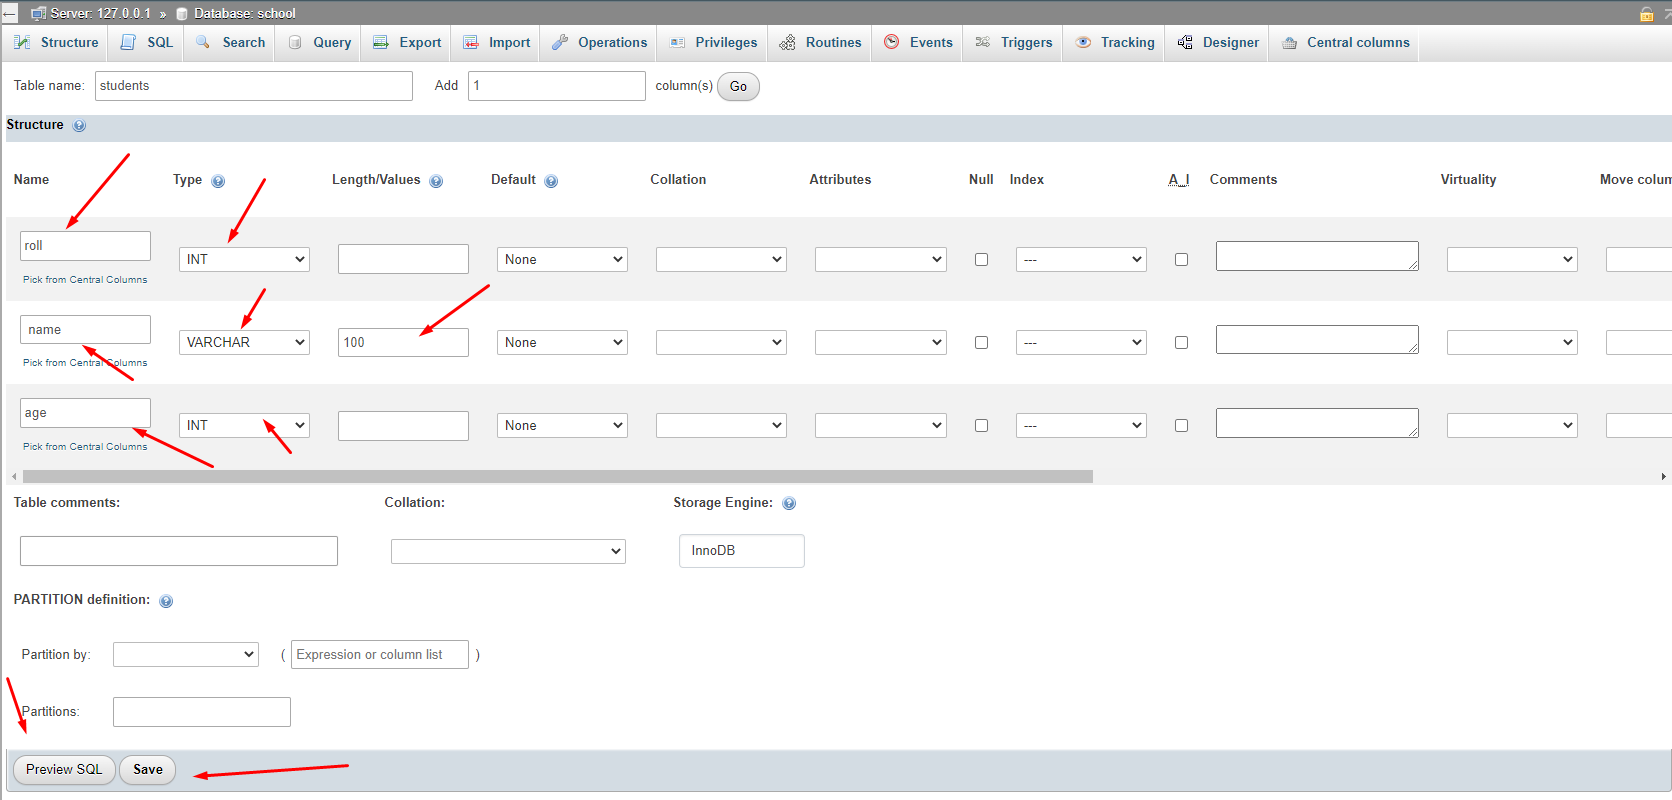 Server: 127.0.0.1 » Database: school
Structure SQL Search Query Export Import Operations Privileges Routines Events Triggers Tracking Designer Central columns
Table name: students Add 1 column(s) Go
Structure
Name Type Length/Values Default Collation Attributes Null Index A_I Comments Virtuality Move colum
roll INT None ---
Pick from Central Columns
name VARCHAR 100 None ---
Pick from Central Columns
age INT None ---
Pick from Central Columns
Table comments: Collation: Storage Engine:
InnoDB
PARTITION definition:
Partition by: ( Expression or column list )
Partitions:
Preview SQL Save